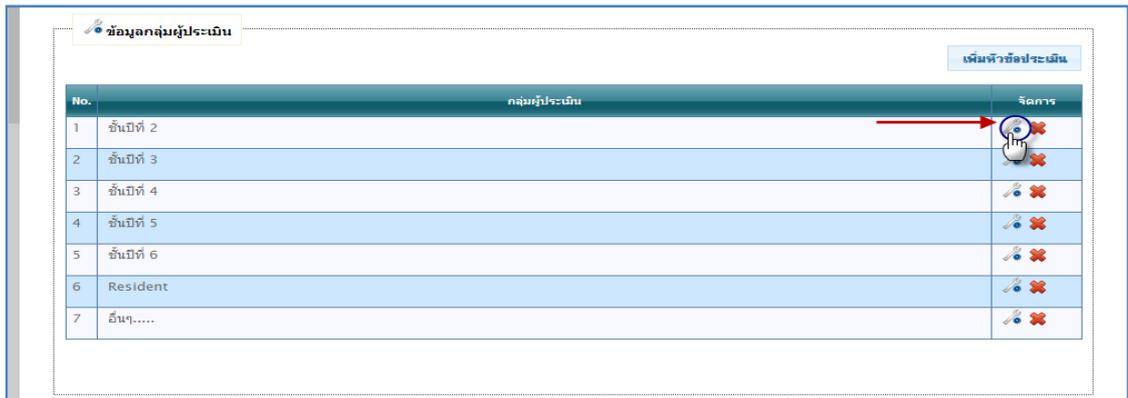 ข้อมูลกลุ่มผู้ประเมิน
เพิ่มหัวข้อประเมิน
No. กลุ่มผู้ประเมิน จัดการ
1 ชั้นปีที่ 2
2 ชั้นปีที่ 3
3 ชั้นปีที่ 4
4 ชั้นปีที่ 5
5 ชั้นปีที่ 6
6 Resident
7 อื่นๆ.....